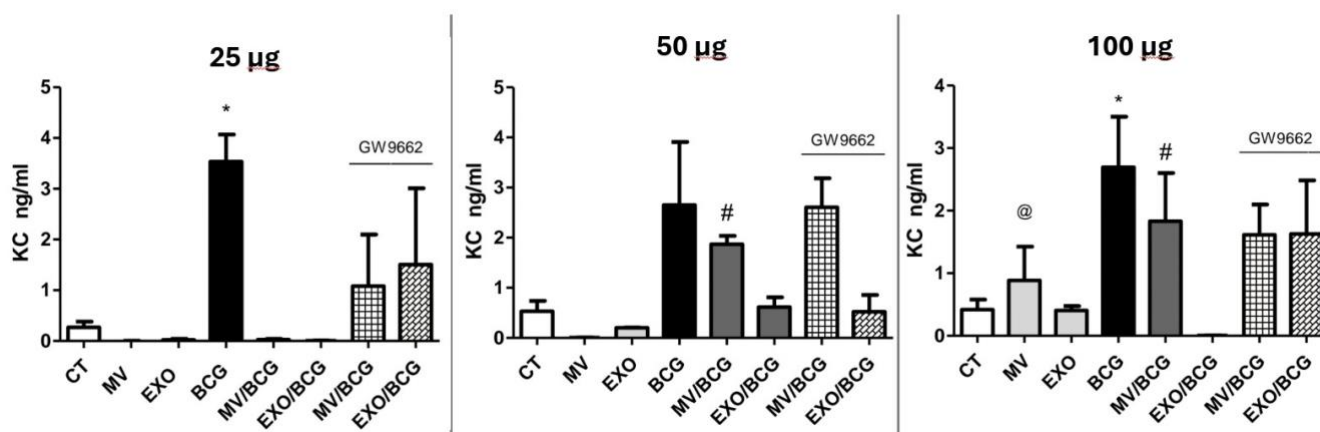 25 µg
5
4
3
2
1
0
KC ng/ml
*
GW9662
CT
MV
EXO
BCG
MV/BCG
EXO/BCG
MV/BCG
EXO/BCG
50 µg
5
4
3
2
1
0
KC ng/ml
#
GW9662
CT
MV
EXO
BCG
MV/BCG
EXO/BCG
MV/BCG
EXO/BCG
100 µg
4
3
2
1
0
KC ng/ml
@
*
#
GW9662
CT
MV
EXO
BCG
MV/BCG
EXO/BCG
MV/BCG
EXO/BCG